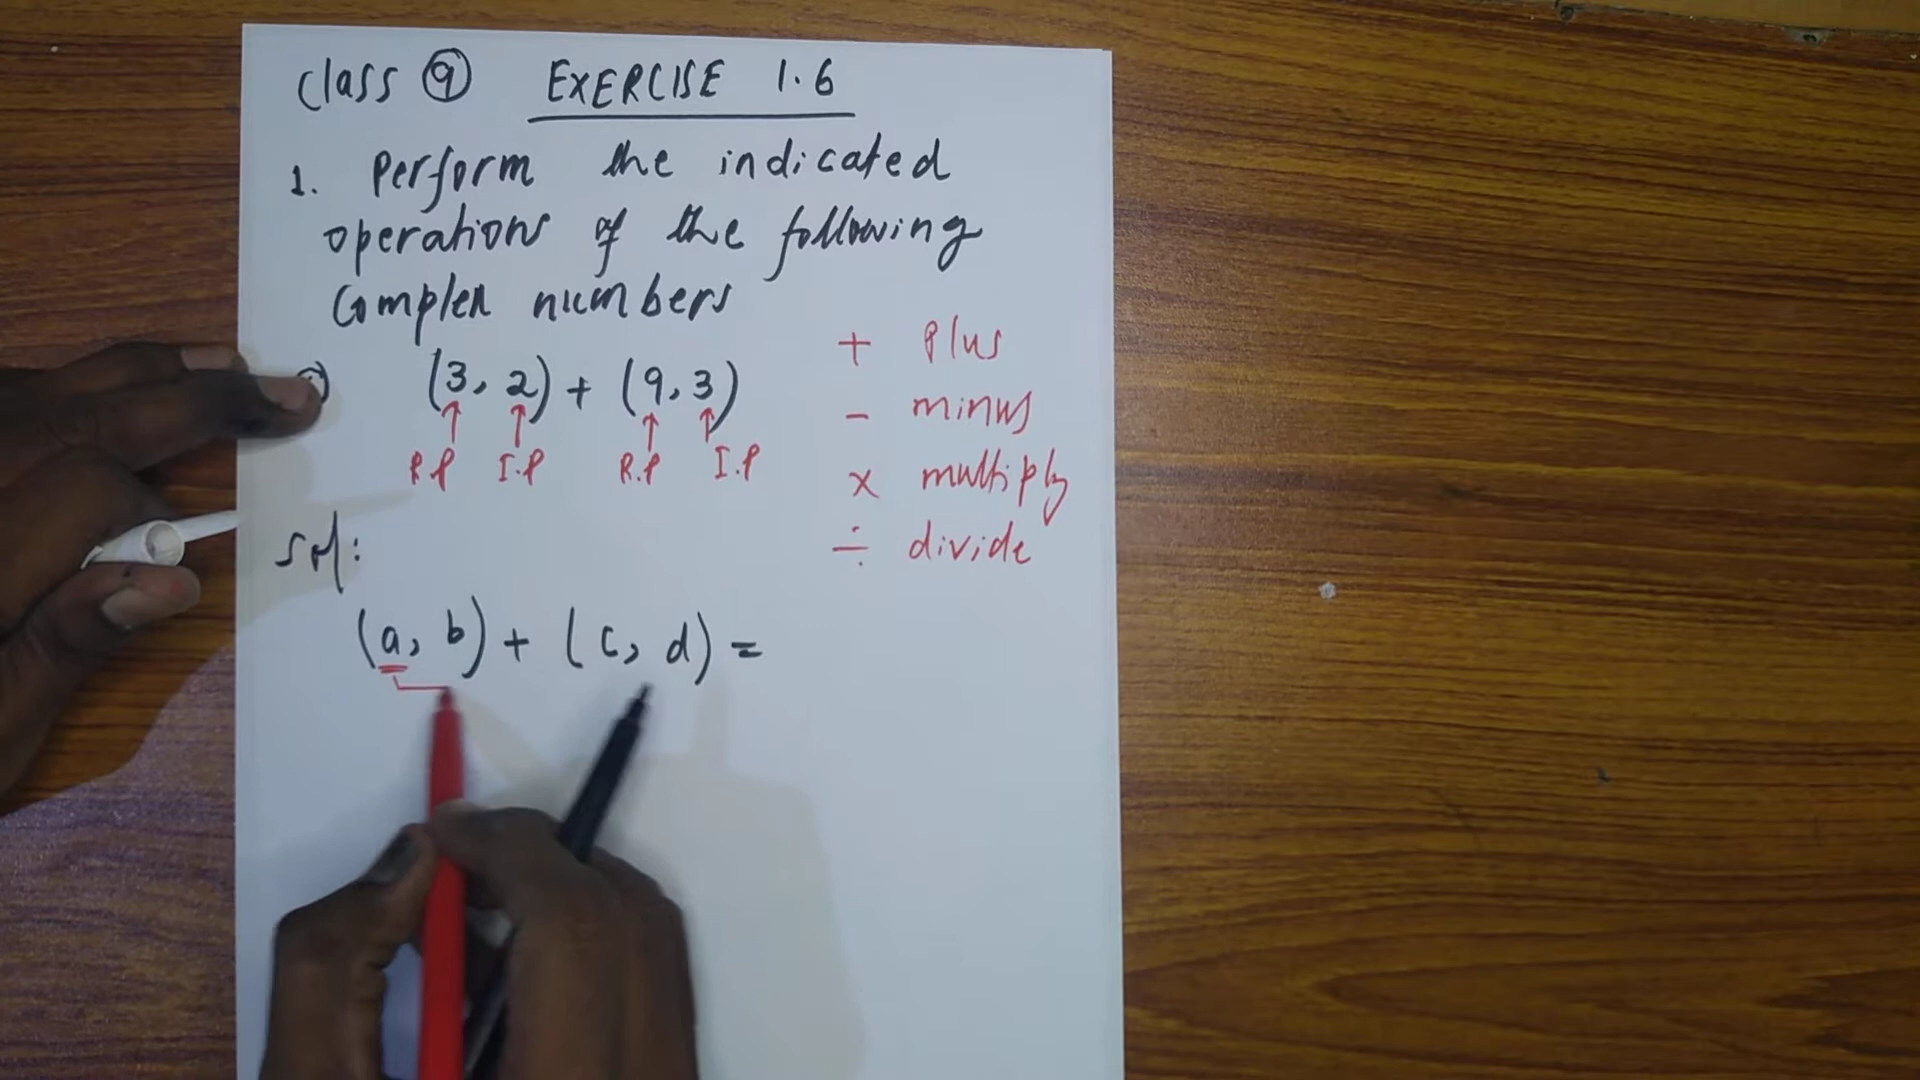 Class 9 EXERCISE 1.6
1. Perform the indicated
operations of the following
Complex numbers
(3, 2) + (9, 3)
R.P I.P R.P I.P
+ Plus
- minus
x multiply
÷ divide
Sol:
(a, b) + (c, d) =